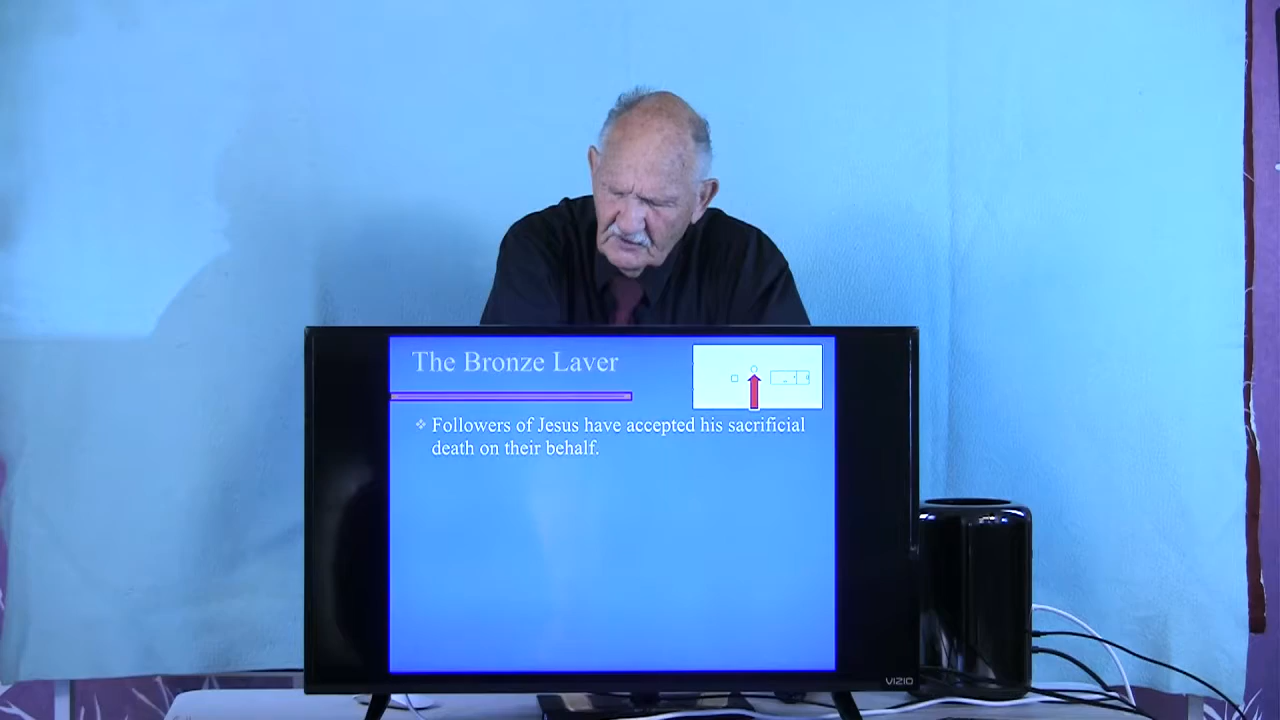 The Bronze Laver
Followers of Jesus have accepted his sacrificial
death on their behalf.
VIZIO